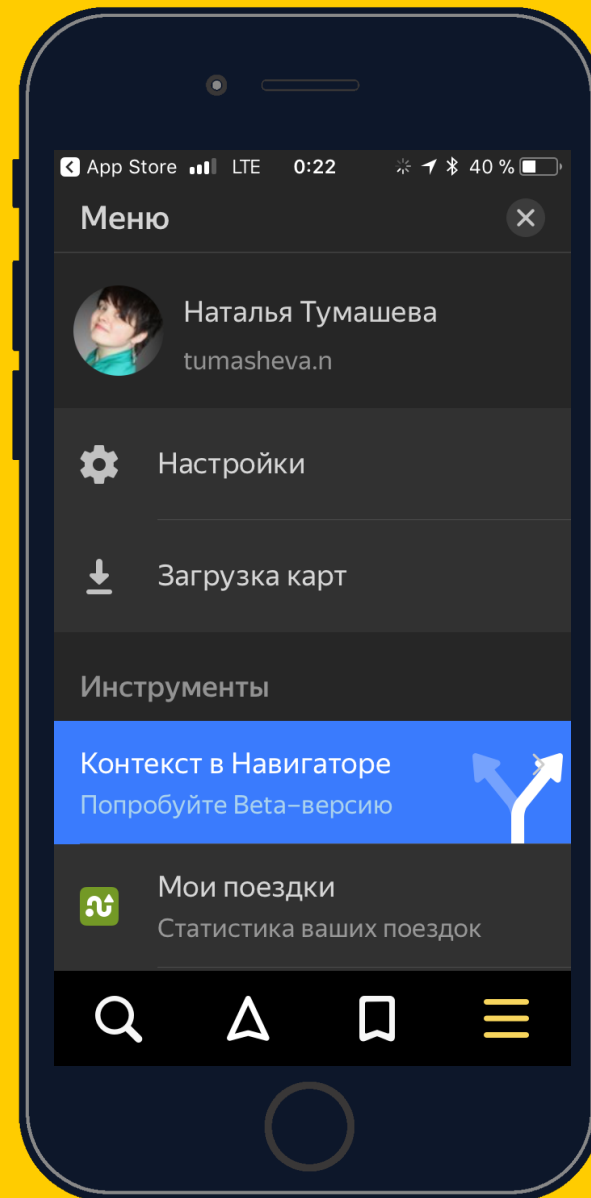 App Store LTE 0:22 40 %
Меню
Наталья Тумашева
tumasheva.n
Настройки
Загрузка карт
Инструменты
Контекст в Навигаторе
Попробуйте Beta–версию
Мои поездки
Статистика ваших поездок